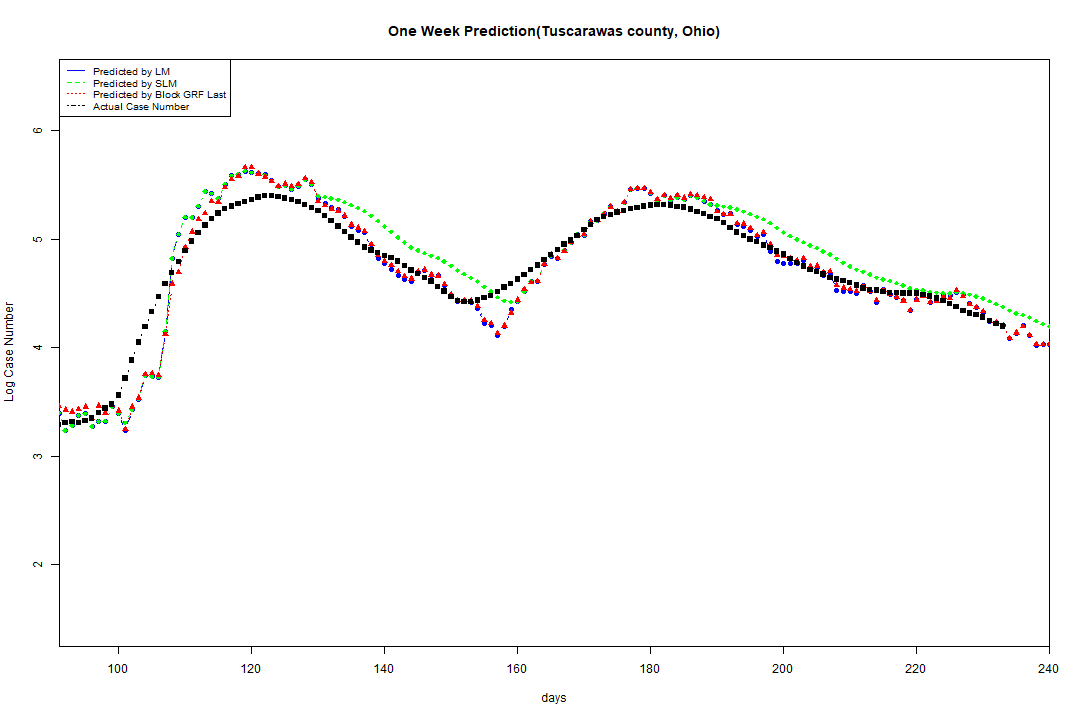 One Week Prediction(Tuscarawas county, Ohio)
Predicted by LM
Predicted by SLM
Predicted by Block GRF Last
Actual Case Number
6
5
4
3
2
Log Case Number
100 120 140 160 180 200 220 240
days